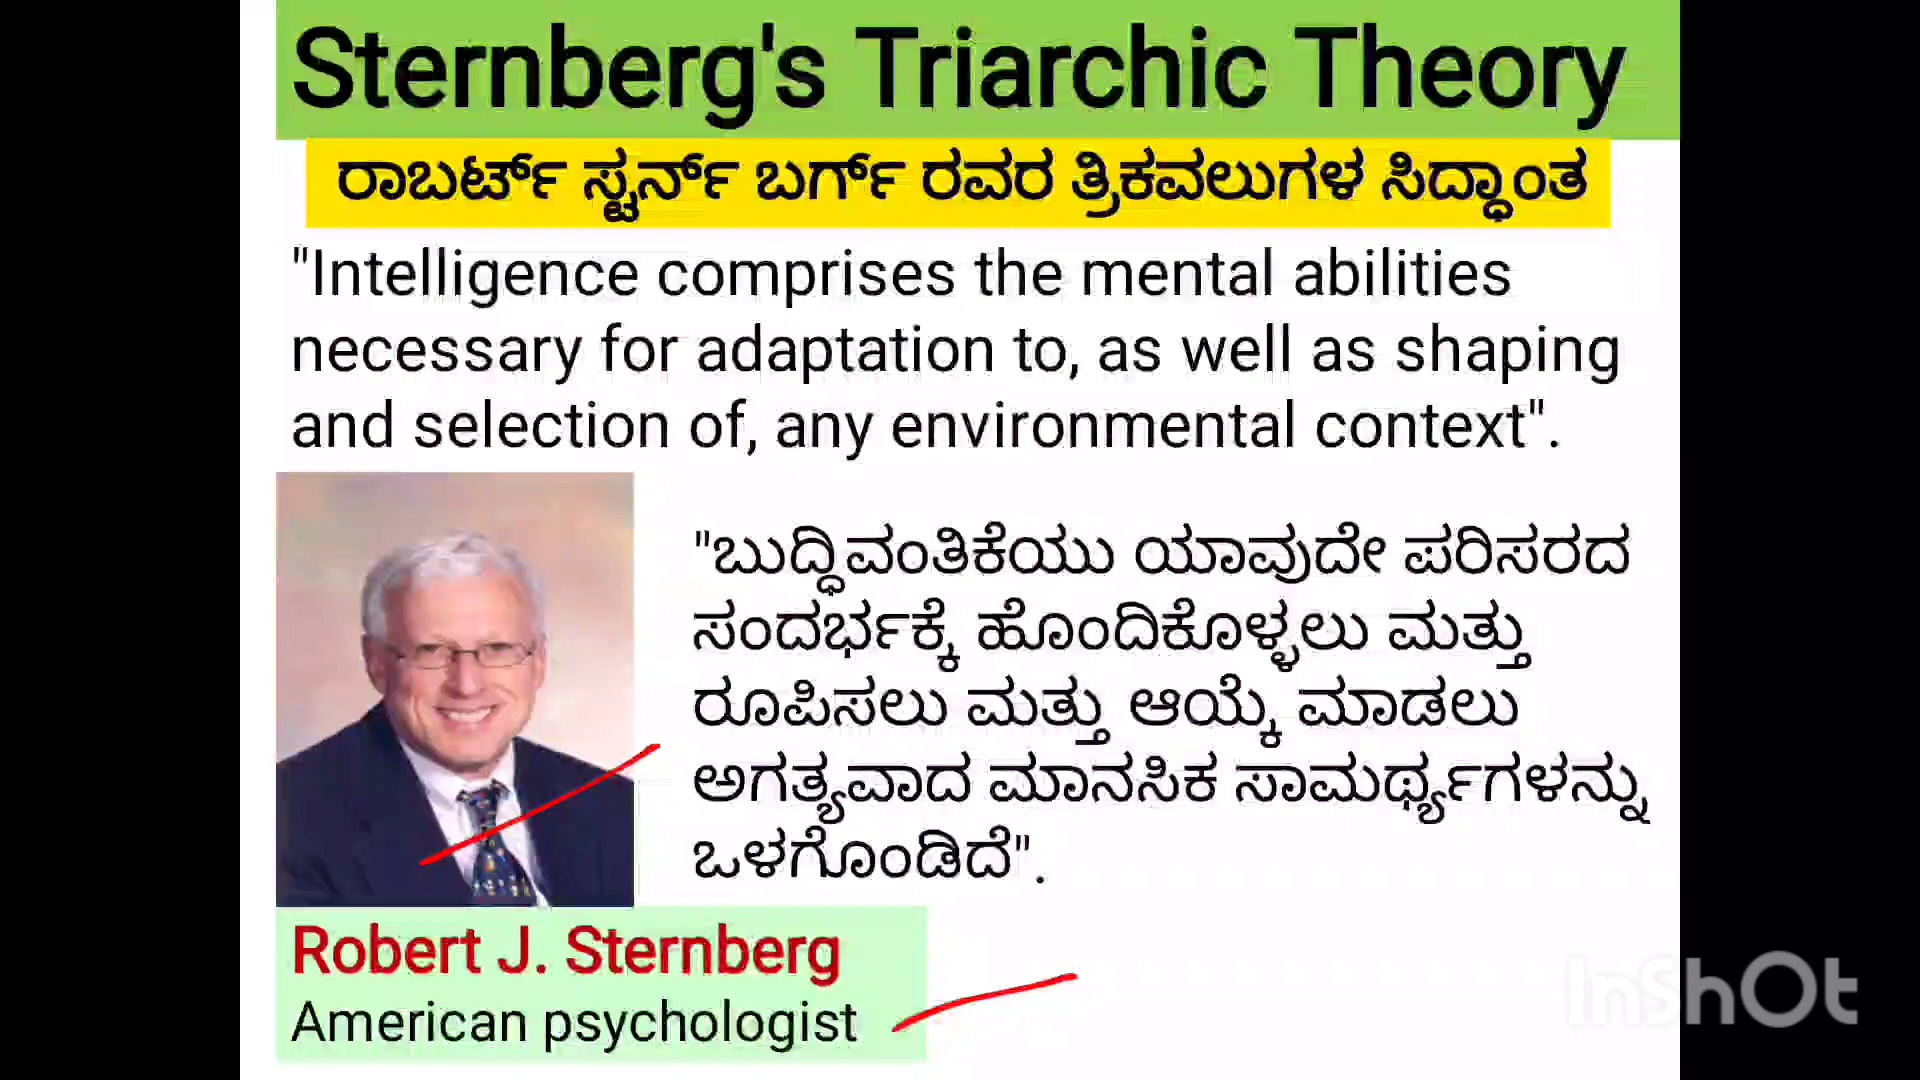 Sternberg's Triarchic Theory
ರಾಬರ್ಟ್ ಸ್ಟರ್ನ್ ಬರ್ಗ್ ರವರ ತ್ರಿಕವಲುಗಳ ಸಿದ್ಧಾಂತ
"Intelligence comprises the mental abilities
necessary for adaptation to, as well as shaping
and selection of, any environmental context".
"ಬುದ್ಧಿವಂತಿಕೆಯು ಯಾವುದೇ ಪರಿಸರದ
ಸಂದರ್ಭಕ್ಕೆ ಹೊಂದಿಕೊಳ್ಳಲು ಮತ್ತು
ರೂಪಿಸಲು ಮತ್ತು ಆಯ್ಕೆ ಮಾಡಲು
ಅಗತ್ಯವಾದ ಮಾನಸಿಕ ಸಾಮರ್ಥ್ಯಗಳನ್ನು
ಒಳಗೊಂಡಿದೆ".
Robert J. Sternberg
American psychologist
InShOt